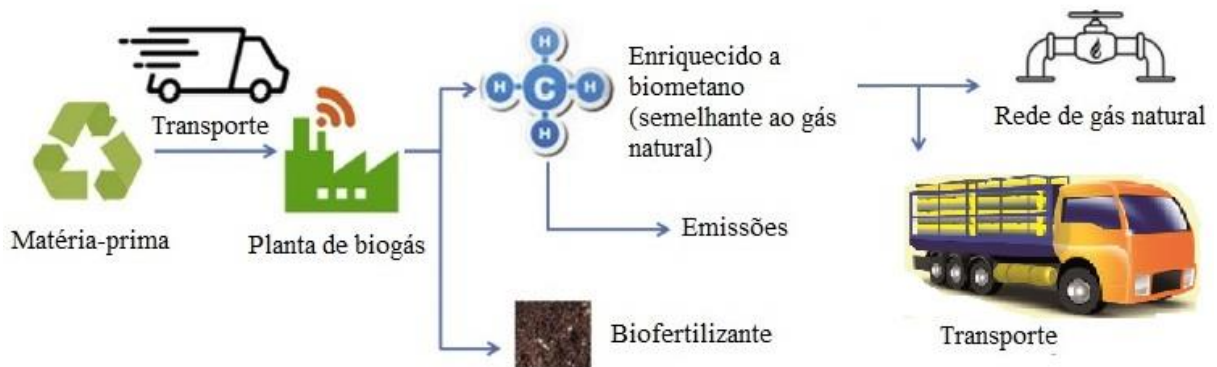 Transporte
Matéria-prima
Planta de biogás
H
H C H
H
Enriquecido a
biometano
(semelhante ao gás
natural)
Emissões
Biofertilizante
Rede de gás natural
Transporte